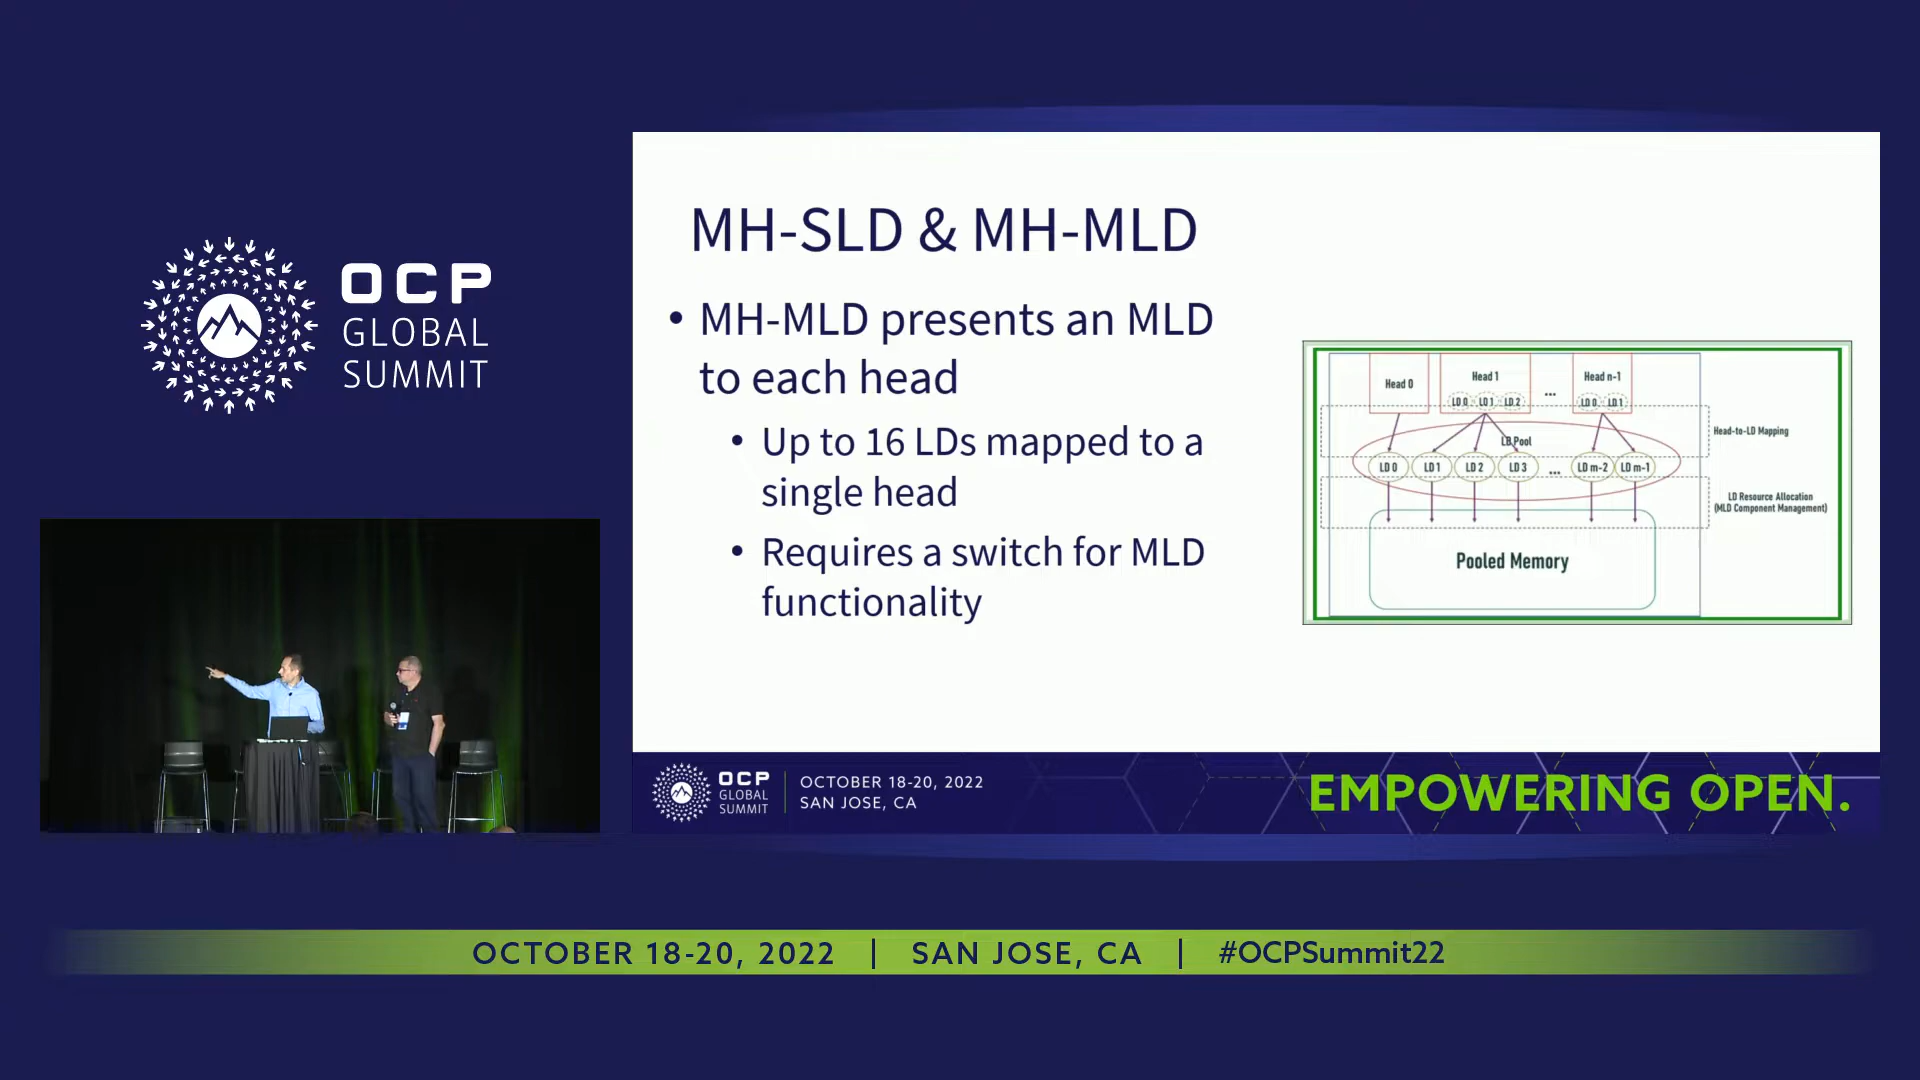 OCP
GLOBAL
SUMMIT
MH-SLD & MH-MLD
• MH-MLD presents an MLD
to each head
• Up to 16 LDs mapped to a
single head
• Requires a switch for MLD
functionality
Head 0
Head 1
Head n-1
LD 0 LD 1 LD 2
...
LD 0 LD 1
Head-to-LD Mapping
LD Pool
LD 0 LD 1 LD 2 LD 3 ... LD m-2 LD m-1
LD Resource Allocation
(MLD Component Management)
Pooled Memory
OCP
GLOBAL
SUMMIT
OCTOBER 18-20, 2022
SAN JOSE, CA
EMPOWERING OPEN.
OCTOBER 18-20, 2022 | SAN JOSE, CA | #OCPSummit22